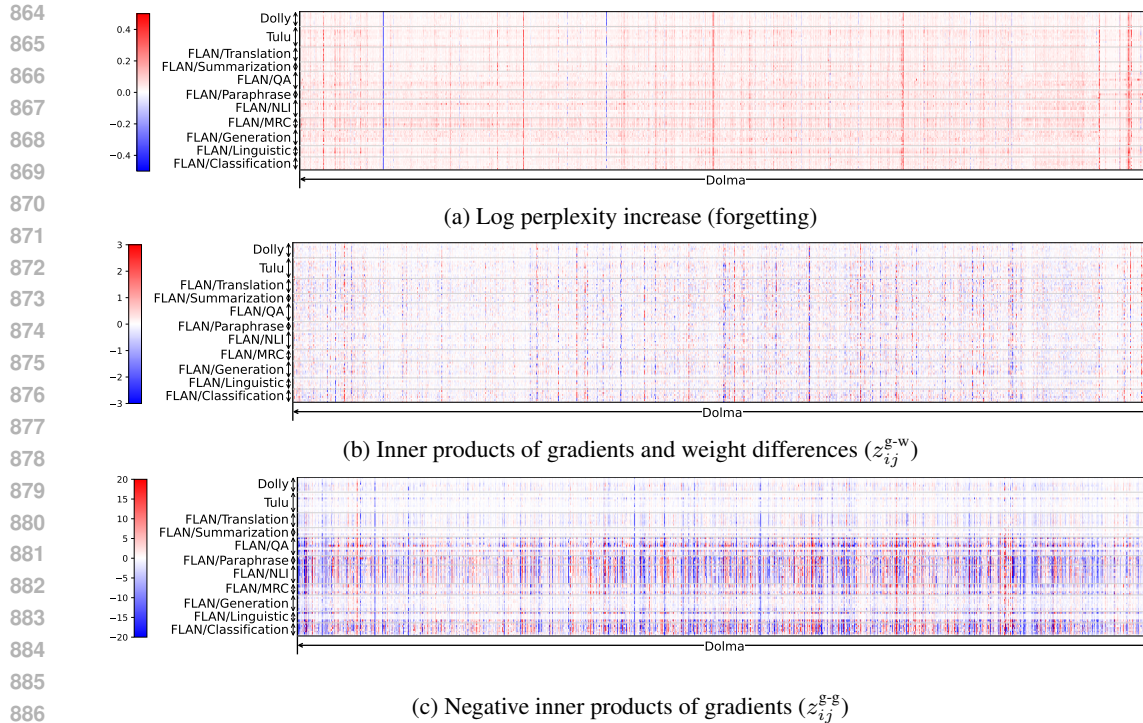 864
865
866
867
868
869
870
871
872
873
874
875
876
877
878
879
880
881
882
883
884
885
886
0.4
0.2
0.0
−0.2
−0.4
Dolly
Tulu
FLAN/Translation
FLAN/Summarization
FLAN/QA
FLAN/Paraphrase
FLAN/NLI
FLAN/MRC
FLAN/Generation
FLAN/Linguistic
FLAN/Classification
Dolma
(a) Log perplexity increase (forgetting)
3
2
1
0
−1
−2
−3
Dolly
Tulu
FLAN/Translation
FLAN/Summarization
FLAN/QA
FLAN/Paraphrase
FLAN/NLI
FLAN/MRC
FLAN/Generation
FLAN/Linguistic
FLAN/Classification
Dolma
(b) Inner products of gradients and weight differences ($z_{ij}^{\text{g-w}}$)
20
15
10
5
0
−5
−10
−15
−20
Dolly
Tulu
FLAN/Translation
FLAN/Summarization
FLAN/QA
FLAN/Paraphrase
FLAN/NLI
FLAN/MRC
FLAN/Generation
FLAN/Linguistic
FLAN/Classification
Dolma
(c) Negative inner products of gradients ($z_{ij}^{\text{g-g}}$)